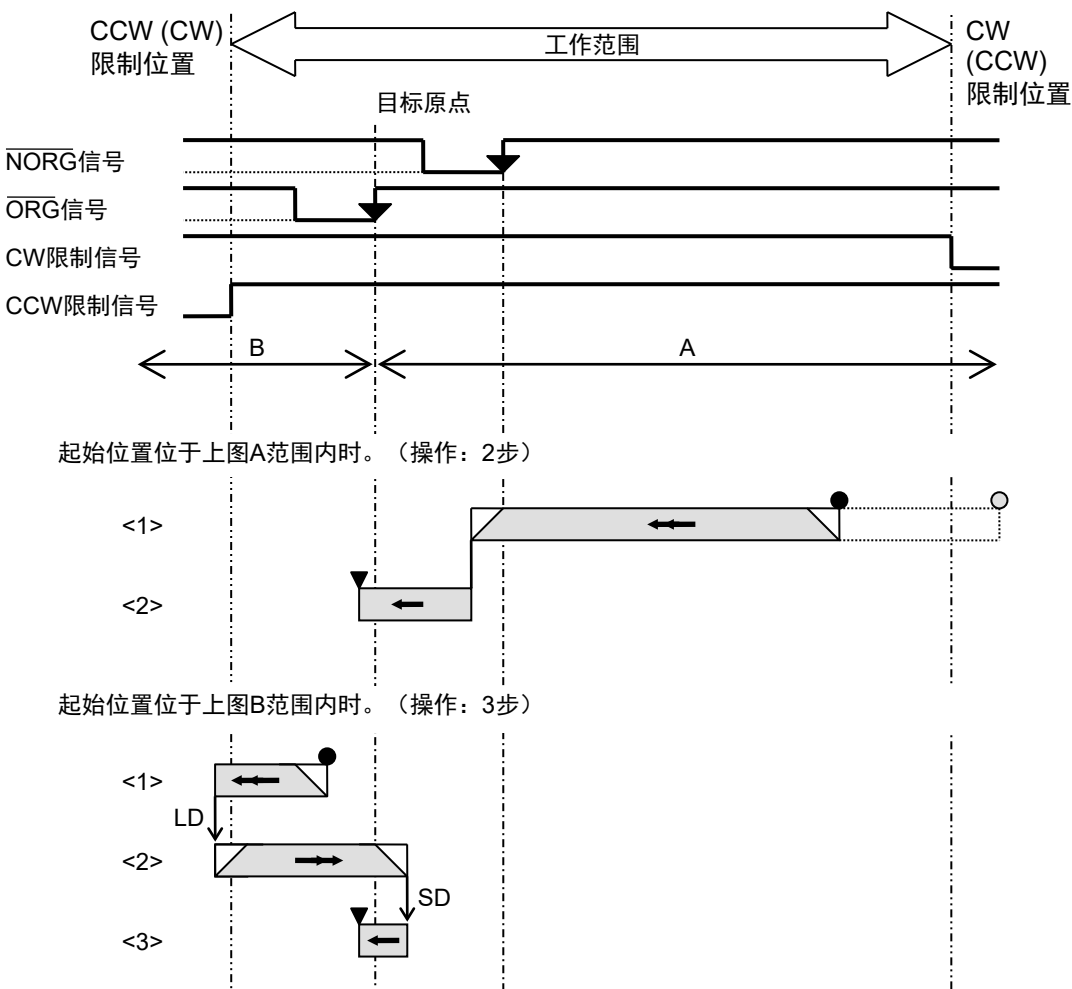 CCW (CW)
限制位置
工作范围
CW
(CCW)
限制位置
目标原点
NORG信号
ORG信号
CW限制信号
CCW限制信号
B
A
起始位置位于上图A范围内时。（操作：2步）
<1>
<2>
起始位置位于上图B范围内时。（操作：3步）
<1>
LD
<2>
SD
<3>